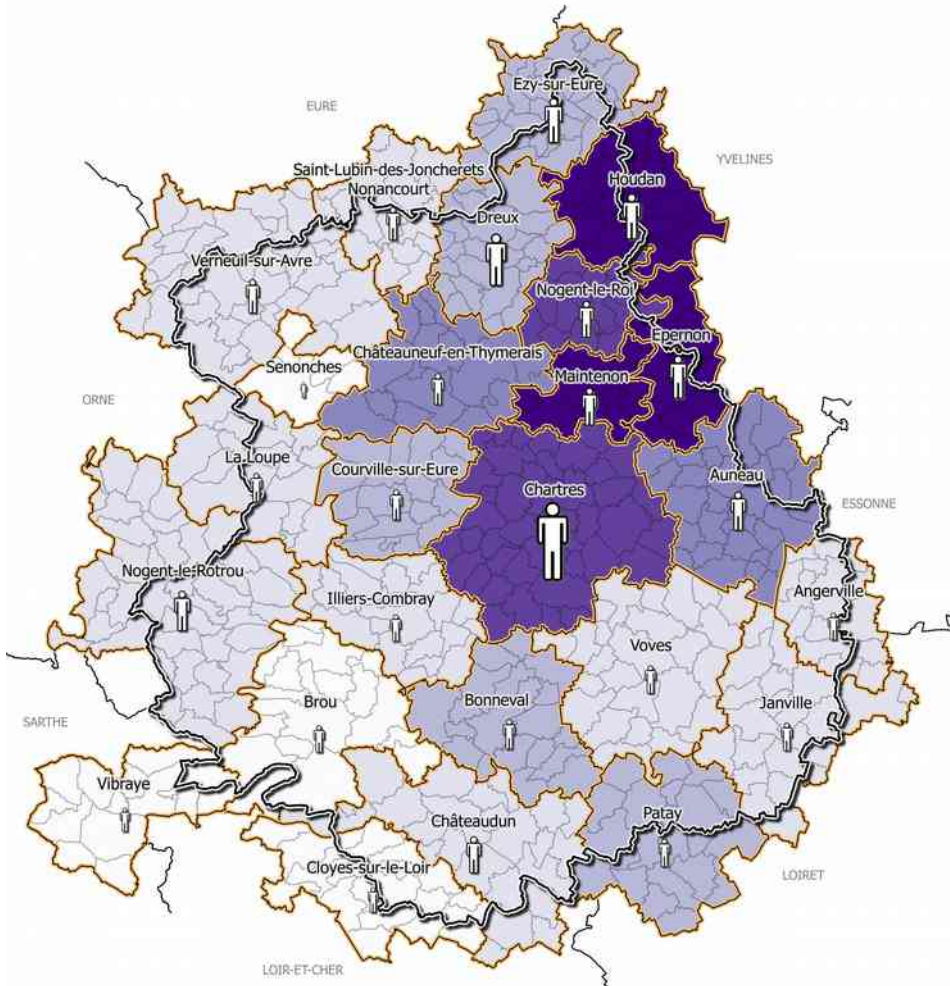 Ezy-sur-Eure
EURE
YVELINES
Saint-Lubin-des-Joncherets
Nonancourt
Houdan
Dreux
Verneuil-sur-Avre
Nogent-le-Roi
Epernon
Châteauneuf-en-Thymerais
Senonches
Maintenon
ORNE
La Loupe
Courville-sur-Eure
Auneau
Chartres
ESSONNE
Nogent-le-Rotrou
Illiers-Combray
Angerville
Voves
Brou
Bonneval
Janville
SARTHE
Vibraye
Châteaudun
Patay
Cloyes-sur-le-Loir
LOIRET
LOIR-ET-CHER